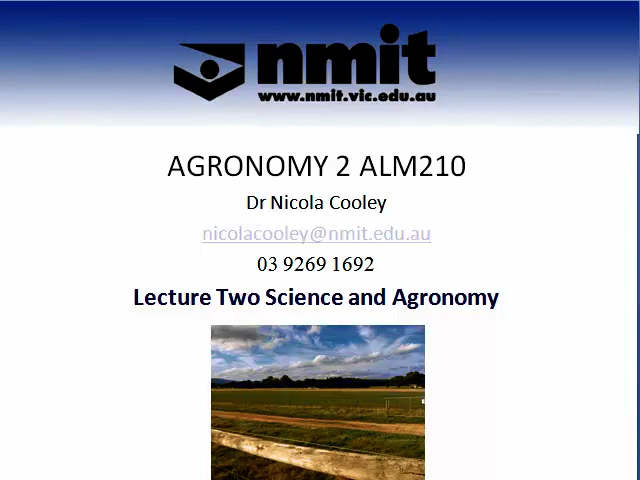 nmit
www.nmit.vic.edu.au
AGRONOMY 2 ALM210
Dr Nicola Cooley
nicolacooley@nmit.edu.au
03 9269 1692
Lecture Two Science and Agronomy